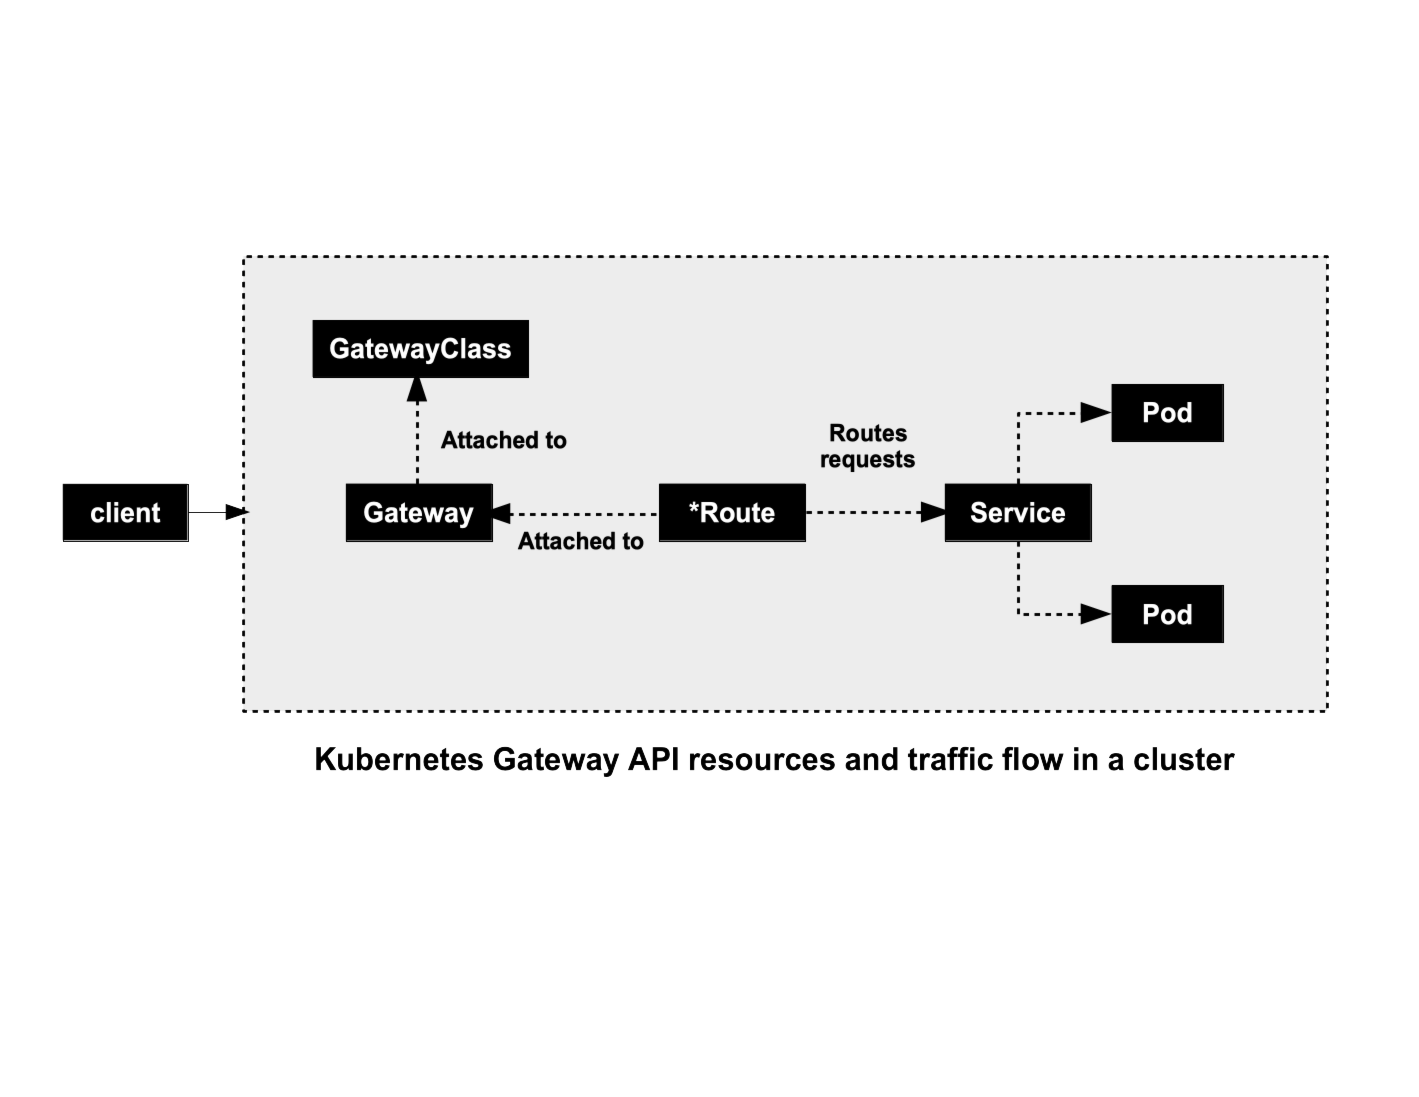 GatewayClass
Attached to
client
Gateway
Attached to
*Route
Routes
requests
Service
Pod
Pod
Kubernetes Gateway API resources and traffic flow in a cluster